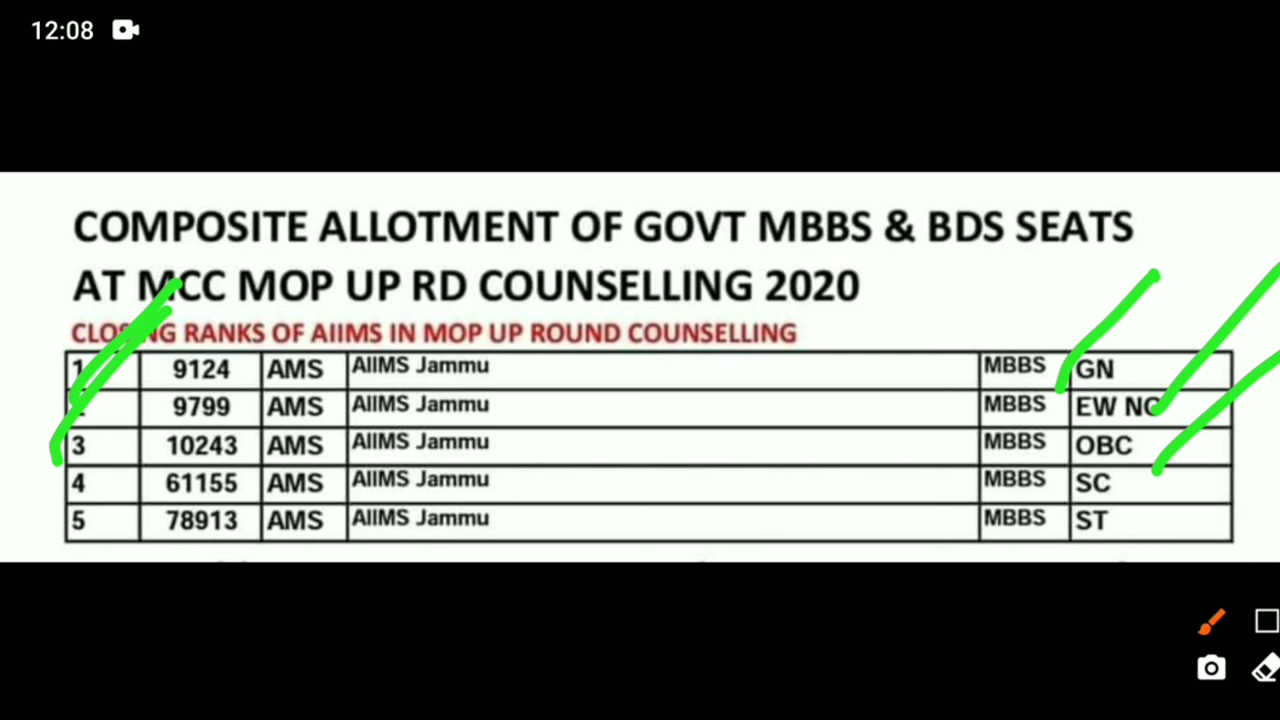 12:08
COMPOSITE ALLOTMENT OF GOVT MBBS & BDS SEATS
AT MCC MOP UP RD COUNSELLING 2020
CLOSING RANKS OF AIIMS IN MOP UP ROUND COUNSELLING
1 9124 AMS AIIMS Jammu MBBS GN
2 9799 AMS AIIMS Jammu MBBS EW NC
3 10243 AMS AIIMS Jammu MBBS OBC
4 61155 AMS AIIMS Jammu MBBS SC
5 78913 AMS AIIMS Jammu MBBS ST